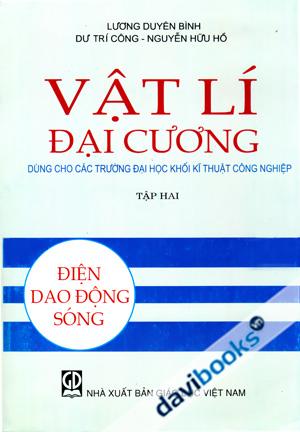 LƯƠNG DUYÊN BÌNH
DƯ TRÍ CÔNG - NGUYỄN HỮU HỒ
VẬT LÍ
ĐẠI CƯƠNG
DÙNG CHO CÁC TRƯỜNG ĐẠI HỌC KHỐI KĨ THUẬT CÔNG NGHIỆP
TẬP HAI
ĐIỆN
DAO ĐỘNG
SÓNG
NHÀ XUẤT BẢN GIÁO DỤC VIỆT NAM
davibooks.vn